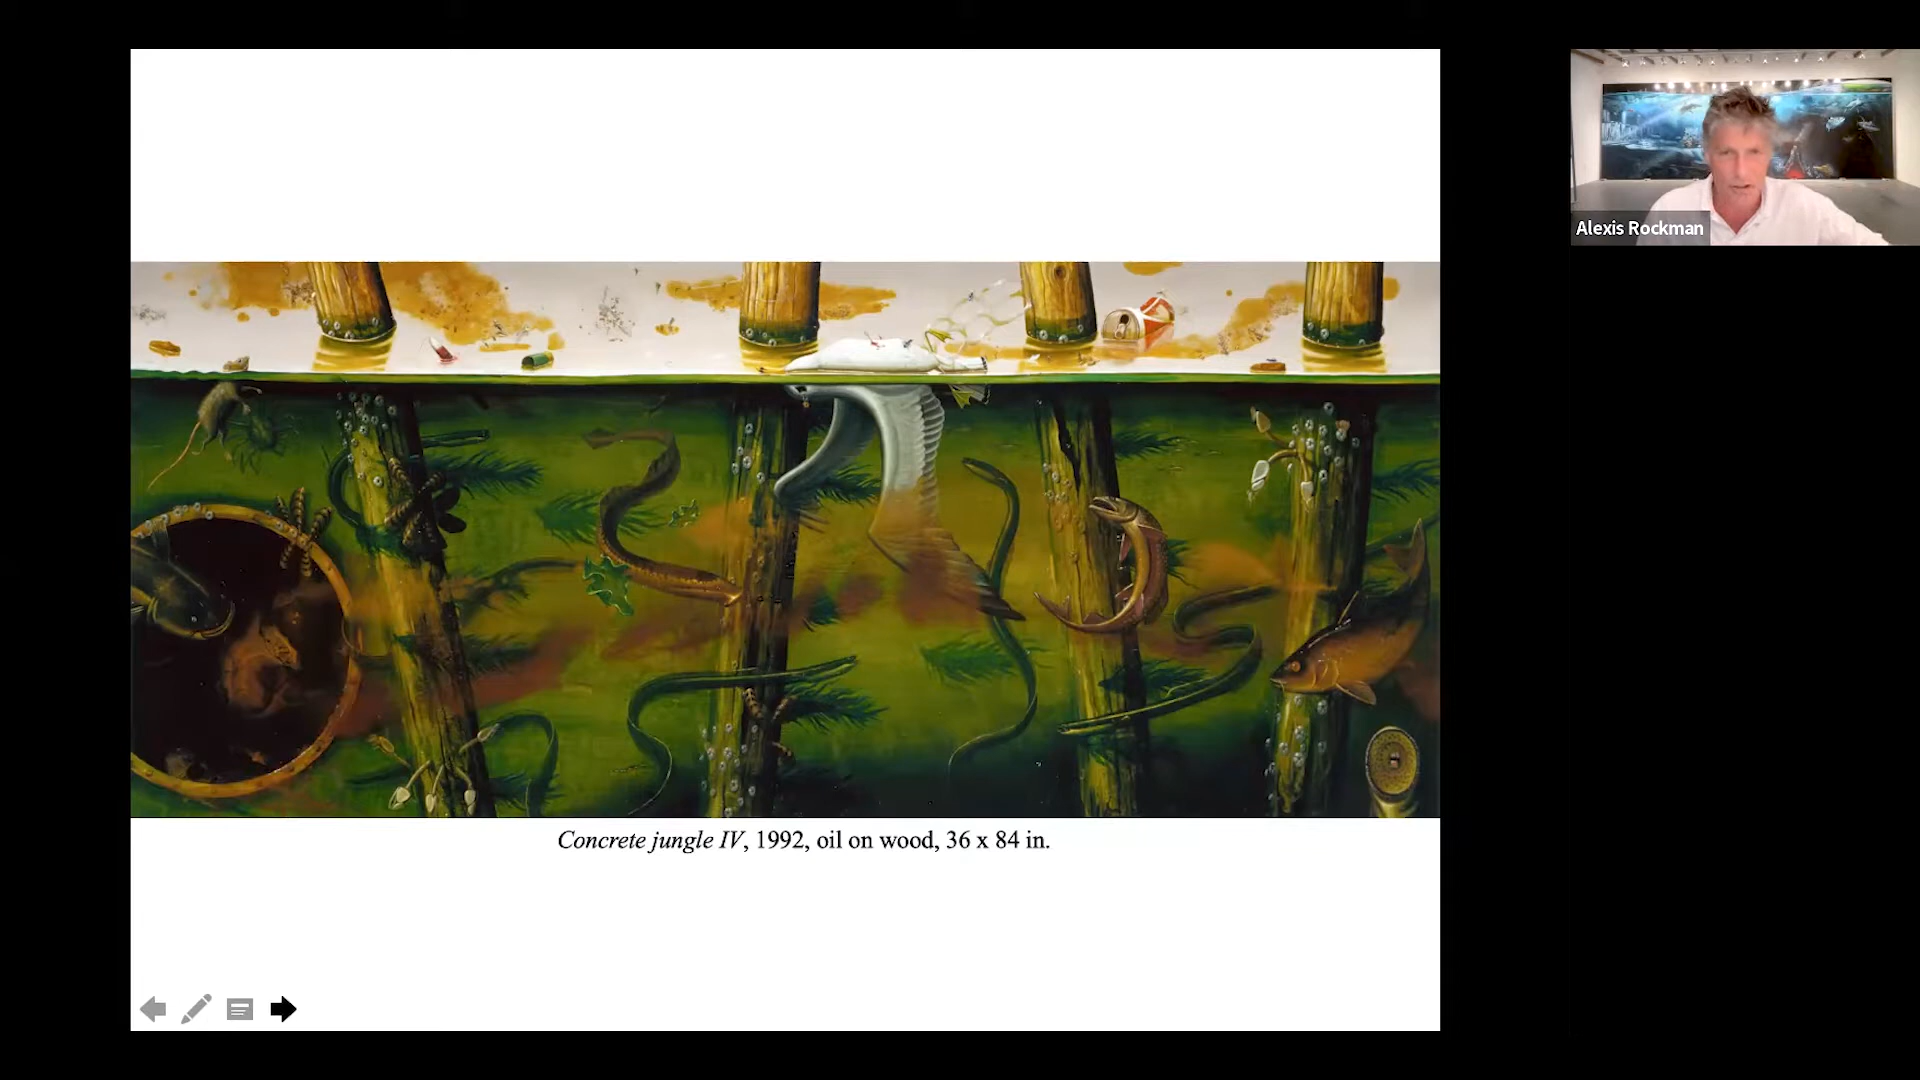 Alexis Rockman
Concrete jungle IV, 1992, oil on wood, 36 x 84 in.